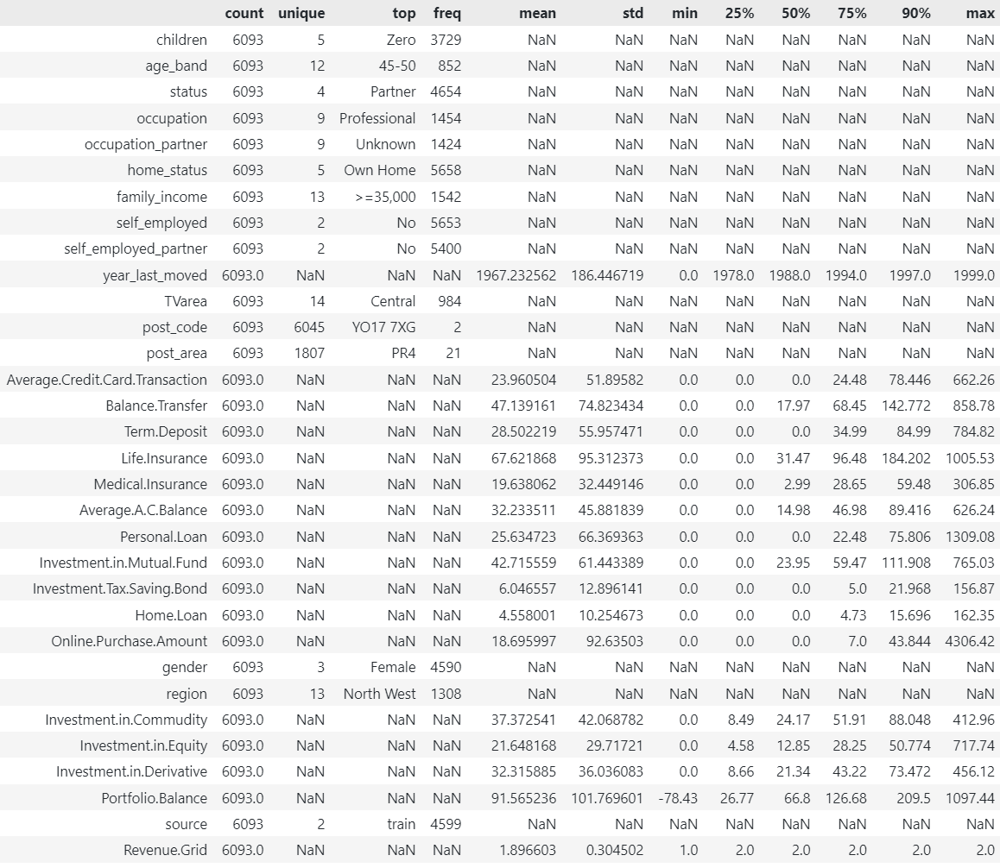 count unique top freq mean std min 25% 50% 75% 90% max
children 6093 5 Zero 3729 NaN NaN NaN NaN NaN NaN NaN NaN
age_band 6093 12 45-50 852 NaN NaN NaN NaN NaN NaN NaN NaN
status 6093 4 Partner 4654 NaN NaN NaN NaN NaN NaN NaN NaN
occupation 6093 9 Professional 1454 NaN NaN NaN NaN NaN NaN NaN NaN
occupation_partner 6093 9 Unknown 1424 NaN NaN NaN NaN NaN NaN NaN NaN
home_status 6093 5 Own Home 5658 NaN NaN NaN NaN NaN NaN NaN NaN
family_income 6093 13 >=35,000 1542 NaN NaN NaN NaN NaN NaN NaN NaN
self_employed 6093 2 No 5653 NaN NaN NaN NaN NaN NaN NaN NaN
self_employed_partner 6093 2 No 5400 NaN NaN NaN NaN NaN NaN NaN NaN
year_last_moved 6093.0 NaN NaN NaN 1967.232562 186.446719 0.0 1978.0 1988.0 1994.0 1997.0 1999.0
TVarea 6093 14 Central 984 NaN NaN NaN NaN NaN NaN NaN NaN
post_code 6093 6045 YO17 7XG 2 NaN NaN NaN NaN NaN NaN NaN NaN
post_area 6093 1807 PR4 21 NaN NaN NaN NaN NaN NaN NaN NaN
Average.Credit.Card.Transaction 6093.0 NaN NaN NaN 23.960504 51.89582 0.0 0.0 0.0 24.48 78.446 662.26
Balance.Transfer 6093.0 NaN NaN NaN 47.139161 74.823434 0.0 0.0 17.97 68.45 142.772 858.78
Term.Deposit 6093.0 NaN NaN NaN 28.502219 55.957471 0.0 0.0 0.0 34.99 84.99 784.82
Life.Insurance 6093.0 NaN NaN NaN 67.621868 95.312373 0.0 0.0 31.47 96.48 184.202 1005.53
Medical.Insurance 6093.0 NaN NaN NaN 19.638062 32.449146 0.0 0.0 2.99 28.65 59.48 306.85
Average.A.C.Balance 6093.0 NaN NaN NaN 32.233511 45.881839 0.0 0.0 14.98 46.98 89.416 626.24
Personal.Loan 6093.0 NaN NaN NaN 25.634723 66.369363 0.0 0.0 0.0 22.48 75.806 1309.08
Investment.in.Mutual.Fund 6093.0 NaN NaN NaN 42.715559 61.443389 0.0 0.0 23.95 59.47 111.908 765.03
Investment.Tax.Saving.Bond 6093.0 NaN NaN NaN 6.046557 12.896141 0.0 0.0 0.0 5.0 21.968 156.87
Home.Loan 6093.0 NaN NaN NaN 4.558001 10.254673 0.0 0.0 0.0 4.73 15.696 162.35
Online.Purchase.Amount 6093.0 NaN NaN NaN 18.695997 92.63503 0.0 0.0 0.0 7.0 43.844 4306.42
gender 6093 3 Female 4590 NaN NaN NaN NaN NaN NaN NaN NaN
region 6093 13 North West 1308 NaN NaN NaN NaN NaN NaN NaN NaN
Investment.in.Commudity 6093.0 NaN NaN NaN 37.372541 42.068782 0.0 8.49 24.17 51.91 88.048 412.96
Investment.in.Equity 6093.0 NaN NaN NaN 21.648168 29.71721 0.0 4.58 12.85 28.25 50.774 717.74
Investment.in.Derivative 6093.0 NaN NaN NaN 32.315885 36.036083 0.0 8.66 21.34 43.22 73.472 456.12
Portfolio.Balance 6093.0 NaN NaN NaN 91.565236 101.769601 -78.43 26.77 66.8 126.68 209.5 1097.44
source 6093 2 train 4599 NaN NaN NaN NaN NaN NaN NaN NaN
Revenue.Grid 6093.0 NaN NaN NaN 1.896603 0.304502 1.0 2.0 2.0 2.0 2.0 2.0